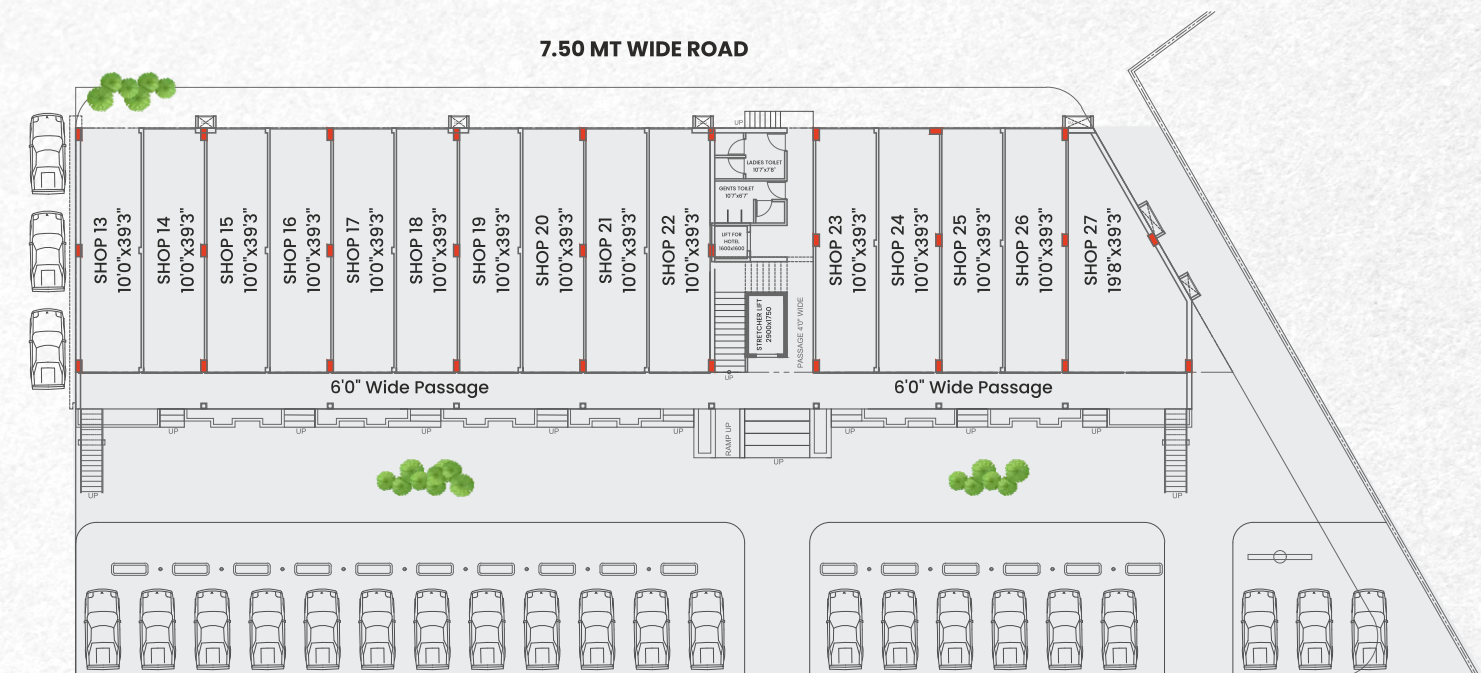 7.50 MT WIDE ROAD
UP
LADIES TOILET
10'7"x7'8"
GENTS TOILET
10'7"x6'7"
LIFT FOR
HOTEL
1600x1600
SHOP 13
10'0"x39'3"
SHOP 14
10'0"x39'3"
SHOP 15
10'0"x39'3"
SHOP 16
10'0"x39'3"
SHOP 17
10'0"x39'3"
SHOP 18
10'0"x39'3"
SHOP 19
10'0"x39'3"
SHOP 20
10'0"x39'3"
SHOP 21
10'0"x39'3"
SHOP 22
10'0"x39'3"
STRETCHER LIFT
2900x1750
PASSAGE 4'0" WIDE
SHOP 23
10'0"x39'3"
SHOP 24
10'0"x39'3"
SHOP 25
10'0"x39'3"
SHOP 26
10'0"x39'3"
SHOP 27
19'8"x39'3"
UP
6'0" Wide Passage
6'0" Wide Passage
UP
UP
UP
UP
UP
RAMP UP
UP
UP
UP
UP
UP
UP